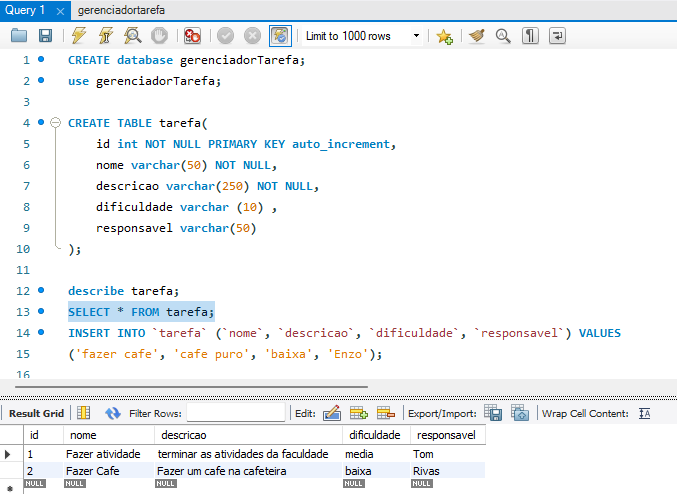 Query 1 × gerenciadortarefa
Limit to 1000 rows
1 CREATE database gerenciadorTarefa;
2 use gerenciadorTarefa;
3
4 CREATE TABLE tarefa(
5 id int NOT NULL PRIMARY KEY auto_increment,
6 nome varchar(50) NOT NULL,
7 descricao varchar(250) NOT NULL,
8 dificuldade varchar (10) ,
9 responsavel varchar(50)
10 );
11
12 describe tarefa;
13 SELECT * FROM tarefa;
14 INSERT INTO `tarefa` (`nome`, `descricao`, `dificuldade`, `responsavel`) VALUES
15 ('fazer cafe', 'cafe puro', 'baixa', 'Enzo');
16
Result Grid Filter Rows: Edit: Export/Import: Wrap Cell Content: IA
id nome descricao dificuldade responsavel
1 Fazer atividade terminar as atividades da faculdade media Tom
2 Fazer Cafe Fazer um cafe na cafeteira baixa Rivas
NULL NULL NULL NULL NULL